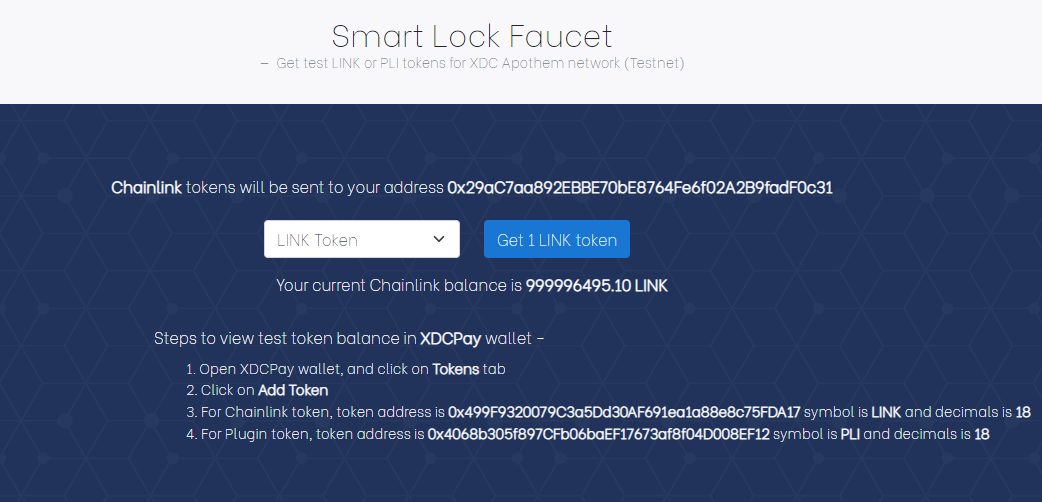 Smart Lock Faucet
– Get test LINK or PLI tokens for XDC Apothem network (Testnet)
Chainlink tokens will be sent to your address 0x29aC7aa892EBBE70bE8764Fe6f02A2B9fadF0c31
LINK Token
Get 1 LINK token
Your current Chainlink balance is 999996495.10 LINK
Steps to view test token balance in XDCPay wallet -
1. Open XDCPay wallet, and click on Tokens tab
2. Click on Add Token
3. For Chainlink token, token address is 0x499F9320079C3a5Dd30AF691ea1a88e8c75FDA17 symbol is LINK and decimals is 18
4. For Plugin token, token address is 0x4068b305f897CFb06baEF17673af8f04D008EF12 symbol is PLI and decimals is 18